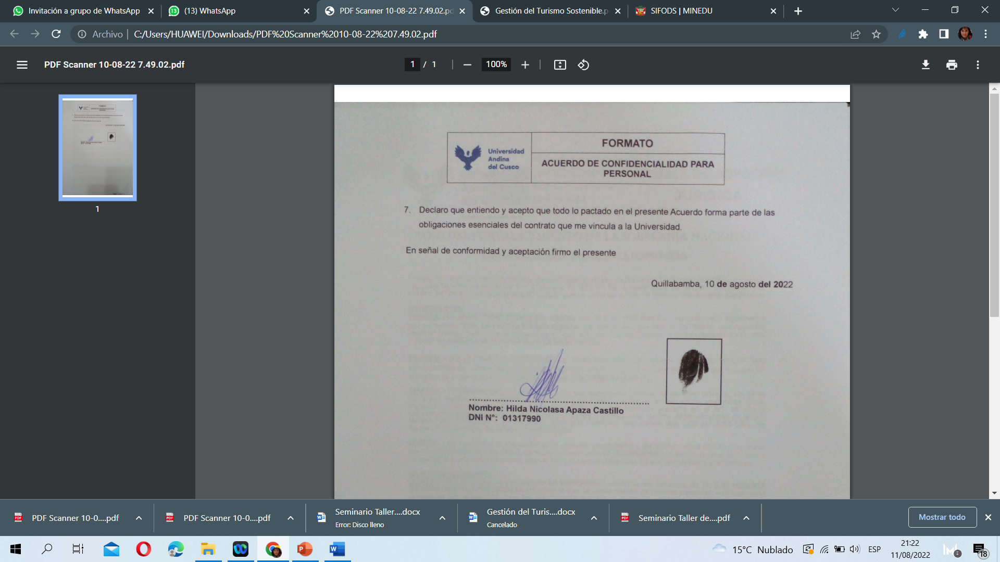 Invitación a grupo de WhatsApp
(13) WhatsApp
PDF Scanner 10-08-22 7.49.02.pd
Gestión del Turismo Sostenible.p
SIFODS | MINEDU
Archivo
C:/Users/HUAWEI/Downloads/PDF%20Scanner%2010-08-22%207.49.02.pdf
PDF Scanner 10-08-22 7.49.02.pdf
1 / 1
100%
1
Universidad
Andina
del Cusco
FORMATO
ACUERDO DE CONFIDENCIALIDAD PARA
PERSONAL
7. Declaro que entiendo y acepto que todo lo pactado en el presente Acuerdo forma parte de las
obligaciones esenciales del contrato que me vincula a la Universidad.
En señal de conformidad y aceptación firmo el presente
Quillabamba, 10 de agosto del 2022
Nombre: Hilda Nicolasa Apaza Castillo
DNI N°: 01317990
PDF Scanner 10-0....pdf
PDF Scanner 10-0....pdf
Seminario Taller....docx
Error: Disco lleno
Gestión del Turis....docx
Cancelado
Seminario Taller de....pdf
Mostrar todo
15°C Nublado
ESP
21:22
11/08/2022
3
18